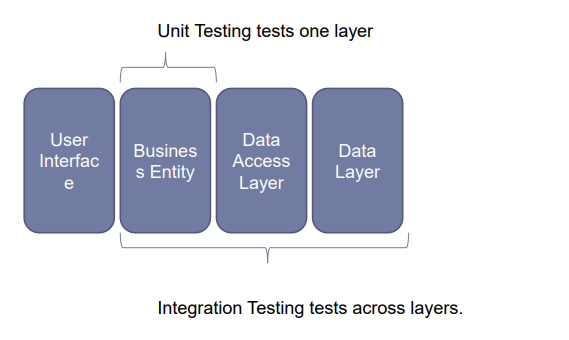 Unit Testing tests one layer
User
Interfac
e
Busines
s Entity
Data
Access
Layer
Data
Layer
Integration Testing tests across layers.